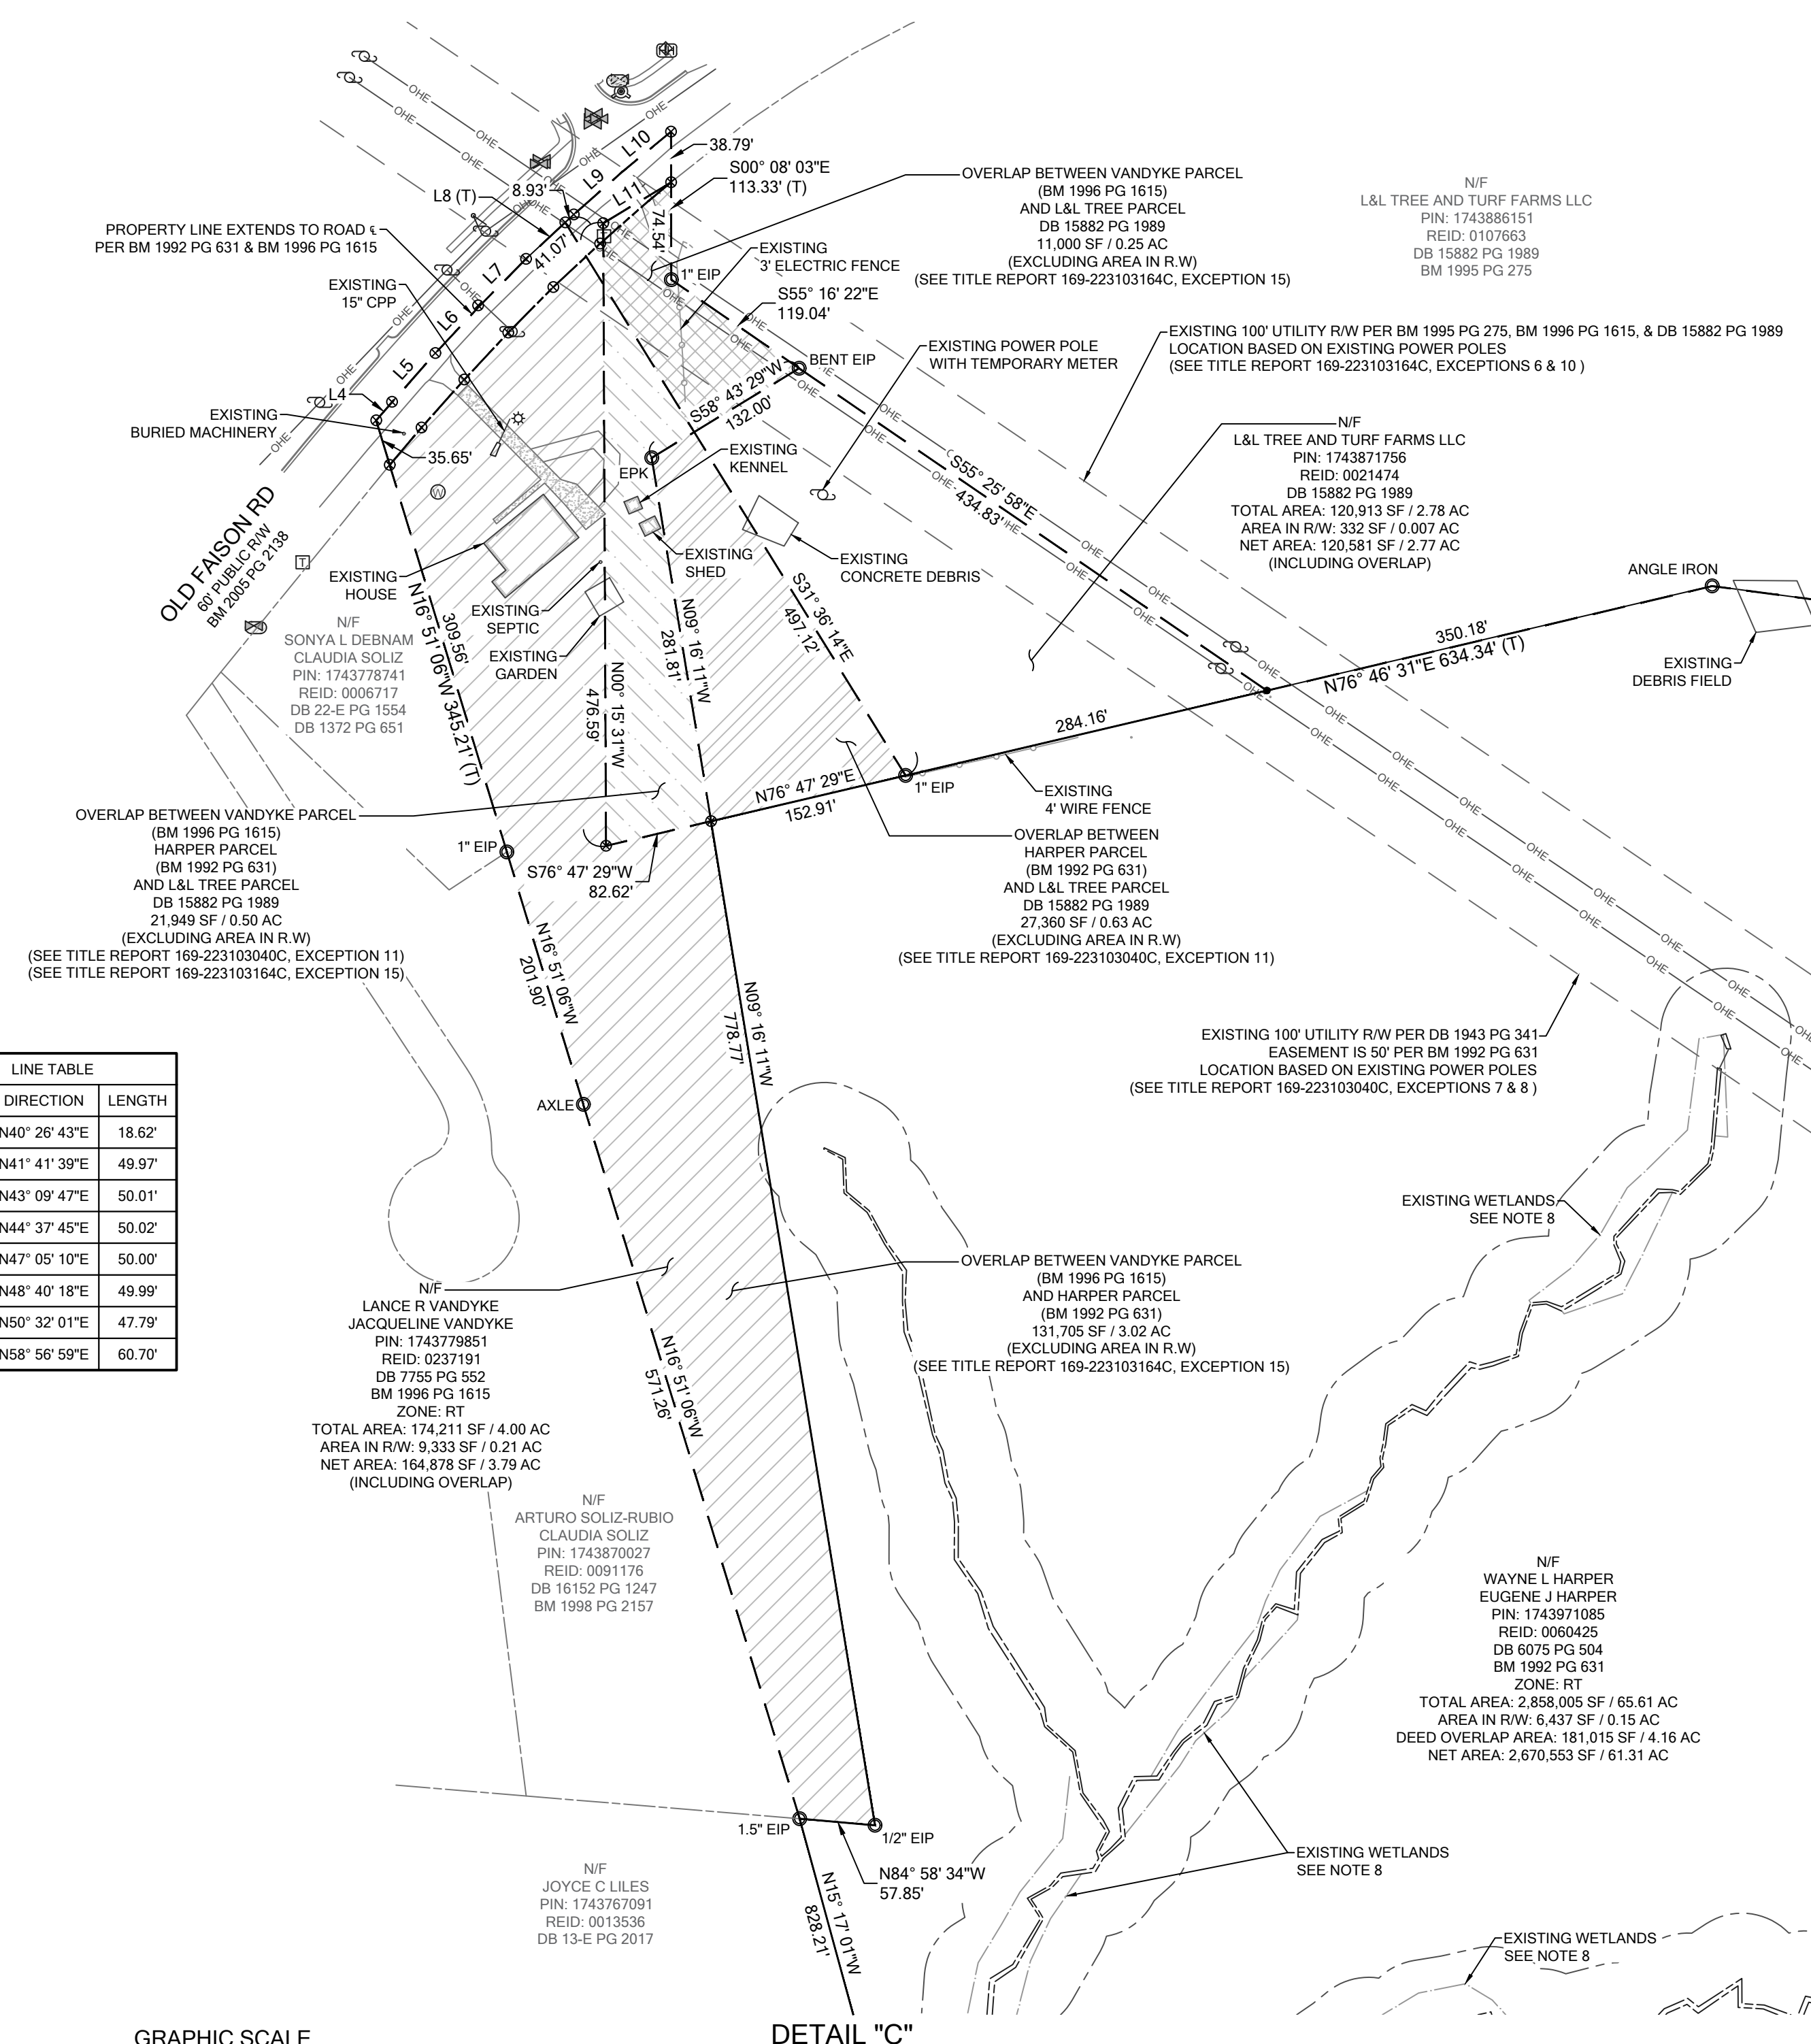 OHE
OHE
OHE
OHE
OHE
OHE
L10
L9
L11
38.79'
S00° 08' 03"E
113.33' (T)
74.54'
8.93'
L8 (T)
41.07'
L7
L6
L5
L4
PROPERTY LINE EXTENDS TO ROAD ℄
PER BM 1992 PG 631 & BM 1996 PG 1615
EXISTING
15" CPP
EXISTING
BURIED MACHINERY
35.65'
OVERLAP BETWEEN VANDYKE PARCEL
(BM 1996 PG 1615)
AND L&L TREE PARCEL
DB 15882 PG 1989
11,000 SF / 0.25 AC
(EXCLUDING AREA IN R.W)
(SEE TITLE REPORT 169-223103164C, EXCEPTION 15)
N/F
L&L TREE AND TURF FARMS LLC
PIN: 1743886151
REID: 0107663
DB 15882 PG 1989
BM 1995 PG 275
EXISTING
3' ELECTRIC FENCE
1" EIP
S55° 16' 22"E
119.04'
BENT EIP
EXISTING POWER POLE
WITH TEMPORARY METER
EXISTING 100' UTILITY R/W PER BM 1995 PG 275, BM 1996 PG 1615, & DB 15882 PG 1989
LOCATION BASED ON EXISTING POWER POLES
(SEE TITLE REPORT 169-223103164C, EXCEPTIONS 6 & 10 )
S58° 43' 29"W
132.00'
EPK
EXISTING
KENNEL
EXISTING
SHED
EXISTING
CONCRETE DEBRIS
S55° 25' 58"E
434.83'
N/F
L&L TREE AND TURF FARMS LLC
PIN: 1743871756
REID: 0021474
DB 15882 PG 1989
TOTAL AREA: 120,913 SF / 2.78 AC
AREA IN R/W: 332 SF / 0.007 AC
NET AREA: 120,581 SF / 2.77 AC
(INCLUDING OVERLAP)
ANGLE IRON
350.18'
N76° 46' 31"E 634.34' (T)
EXISTING
DEBRIS FIELD
OLD FAISON RD
60' PUBLIC R/W
BM 2005 PG 2138
W
T
EXISTING
HOUSE
EXISTING
SEPTIC
EXISTING
GARDEN
N/F
SONYA L DEBNAM
CLAUDIA SOLIZ
PIN: 1743778741
REID: 0006717
DB 22-E PG 1554
DB 1372 PG 651
309.56'
N16° 51' 06"W 345.21' (T)
N00° 15' 31"W
476.59'
N09° 16' 11"W
281.81'
S31° 36' 14"E
497.12'
284.16'
N76° 47' 29"E
152.91'
1" EIP
EXISTING
4' WIRE FENCE
OVERLAP BETWEEN VANDYKE PARCEL
(BM 1996 PG 1615)
HARPER PARCEL
(BM 1992 PG 631)
AND L&L TREE PARCEL
DB 15882 PG 1989
21,949 SF / 0.50 AC
(EXCLUDING AREA IN R.W)
(SEE TITLE REPORT 169-223103040C, EXCEPTION 11)
(SEE TITLE REPORT 169-223103164C, EXCEPTION 15)
1" EIP
S76° 47' 29"W
82.62'
OVERLAP BETWEEN
HARPER PARCEL
(BM 1992 PG 631)
AND L&L TREE PARCEL
DB 15882 PG 1989
27,360 SF / 0.63 AC
(EXCLUDING AREA IN R.W)
(SEE TITLE REPORT 169-223103040C, EXCEPTION 11)
N16° 51' 06"W
201.90'
N09° 16' 11"W
778.77'
EXISTING 100' UTILITY R/W PER DB 1943 PG 341
EASEMENT IS 50' PER BM 1992 PG 631
LOCATION BASED ON EXISTING POWER POLES
(SEE TITLE REPORT 169-223103040C, EXCEPTIONS 7 & 8 )
LINE TABLE
DIRECTION LENGTH
N40° 26' 43"E 18.62'
N41° 41' 39"E 49.97'
N43° 09' 47"E 50.01'
N44° 37' 45"E 50.02'
N47° 05' 10"E 50.00'
N48° 40' 18"E 49.99'
N50° 32' 01"E 47.79'
N58° 56' 59"E 60.70'
AXLE
EXISTING WETLANDS
SEE NOTE 8
OVERLAP BETWEEN VANDYKE PARCEL
(BM 1996 PG 1615)
AND HARPER PARCEL
(BM 1992 PG 631)
131,705 SF / 3.02 AC
(EXCLUDING AREA IN R.W)
(SEE TITLE REPORT 169-223103164C, EXCEPTION 15)
N/F
LANCE R VANDYKE
JACQUELINE VANDYKE
PIN: 1743779851
REID: 0237191
DB 7755 PG 552
BM 1996 PG 1615
ZONE: RT
TOTAL AREA: 174,211 SF / 4.00 AC
AREA IN R/W: 9,333 SF / 0.21 AC
NET AREA: 164,878 SF / 3.79 AC
(INCLUDING OVERLAP)
N16° 51' 06"W
571.26'
N/F
ARTURO SOLIZ-RUBIO
CLAUDIA SOLIZ
PIN: 1743870027
REID: 0091176
DB 16152 PG 1247
BM 1998 PG 2157
N/F
WAYNE L HARPER
EUGENE J HARPER
PIN: 1743971085
REID: 0060425
DB 6075 PG 504
BM 1992 PG 631
ZONE: RT
TOTAL AREA: 2,858,005 SF / 65.61 AC
AREA IN R/W: 6,437 SF / 0.15 AC
DEED OVERLAP AREA: 181,015 SF / 4.16 AC
NET AREA: 2,670,553 SF / 61.31 AC
1.5" EIP
1/2" EIP
N84° 58' 34"W
57.85'
EXISTING WETLANDS
SEE NOTE 8
N/F
JOYCE C LILES
PIN: 1743767091
REID: 0013536
DB 13-E PG 2017
N15° 17' 01"W
828.21'
EXISTING WETLANDS
SEE NOTE 8
GRAPHIC SCALE
DETAIL "C"